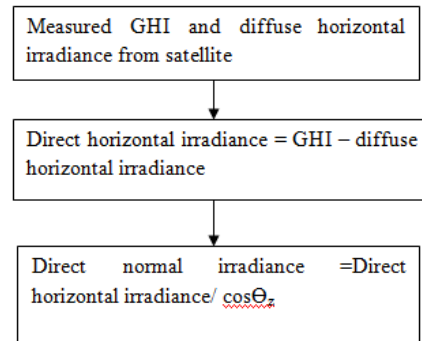 Measured GHI and diffuse horizontal
irradiance from satellite
Direct horizontal irradiance = GHI – diffuse
horizontal irradiance
Direct normal irradiance =Direct
horizontal irradiance/ cosΘz